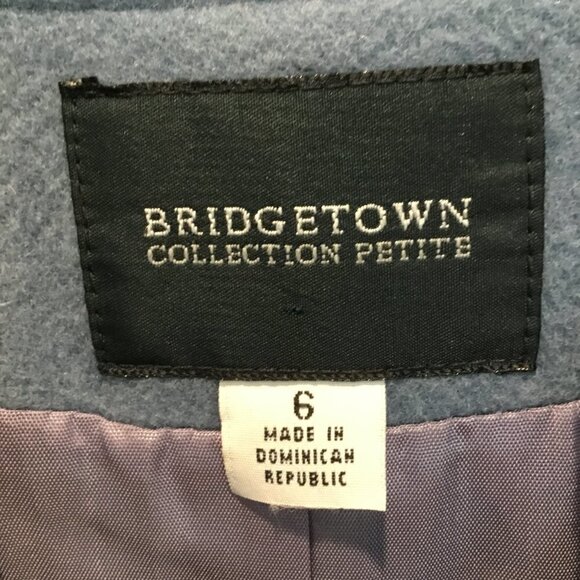 BRIDGETOWN
COLLECTION PETITE
6
MADE IN
DOMINICAN
REPUBLIC